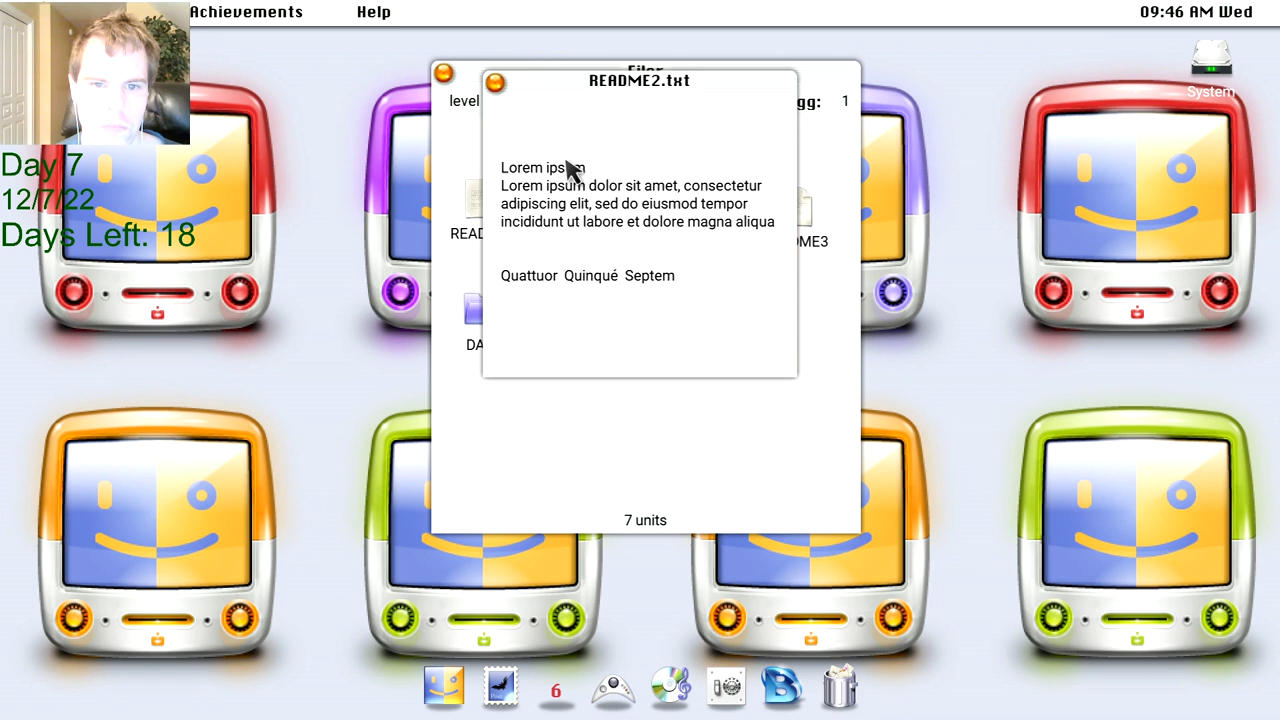 Achievements Help 09:46 AM Wed
System
Day 7
12/7/22
Days Left: 18
README2.txt
level
gg: 1
Lorem ipsum
Lorem ipsum dolor sit amet, consectetur
adipiscing elit, sed do eiusmod tempor
incididunt ut labore et dolore magna aliqua
READ
OME3
Quattuor Quinqué Septem
DA
7 units
6